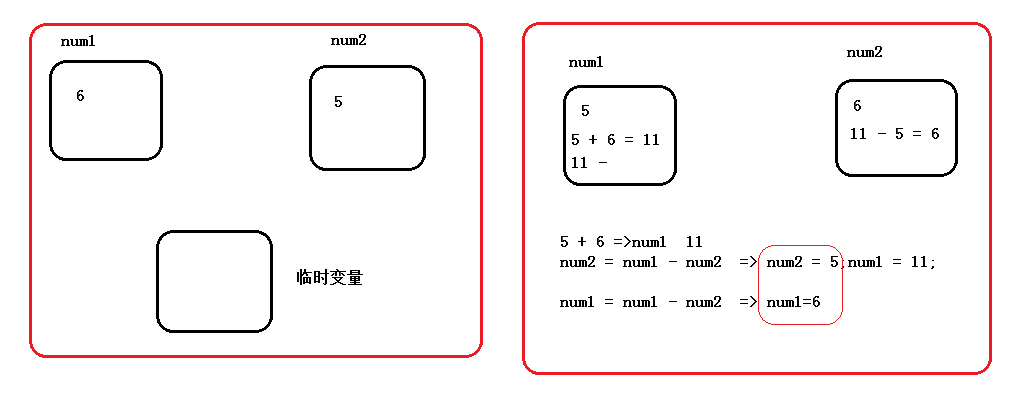 num1
num2
6
5
临时变量
num1
num2
5
5 + 6 = 11
11 -
6
11 - 5 = 6
5 + 6 =>num1  11
num2 = num1 - num2  => num2 = 5;num1 = 11;
num1 = num1 - num2  => num1=6